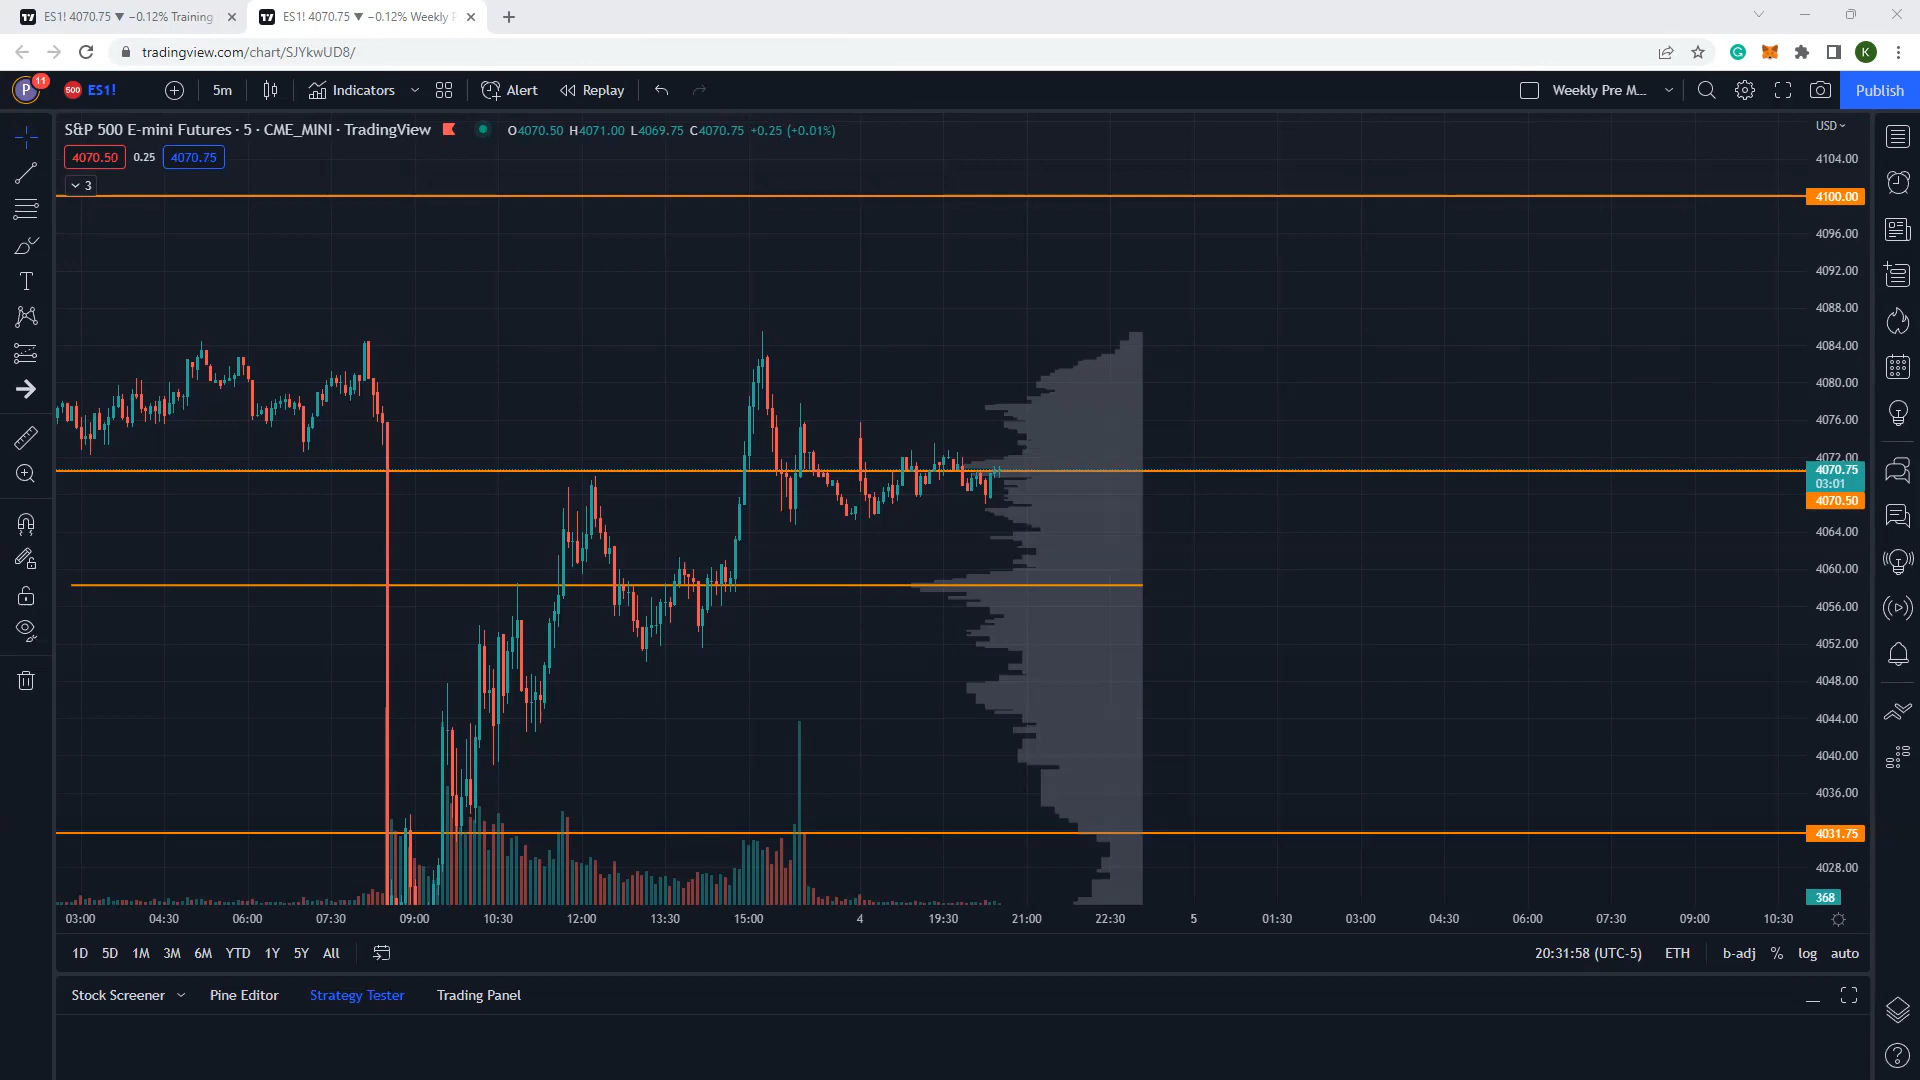 ES1! 4070.75 ▼ −0.12% Training
ES1! 4070.75 ▼ −0.12% Weekly P
tradingview.com/chart/SJYkwUD8/
K
P
11
500
ES1!
5m
Indicators
Alert
Replay
Weekly Pre M...
Publish
S&P 500 E-mini Futures · 5 · CME_MINI · TradingView
O4070.50 H4071.00 L4069.75 C4070.75 +0.25 (+0.01%)
4070.50
0.25
4070.75
3
USD
4104.00
4100.00
4096.00
4092.00
4088.00
4084.00
4080.00
4076.00
4072.00
4070.75
03:01
4070.50
4064.00
4060.00
4056.00
4052.00
4048.00
4044.00
4040.00
4036.00
4031.75
4028.00
368
03:00 04:30 06:00 07:30 09:00 10:30 12:00 13:30 15:00 4 19:30 21:00 22:30 5 01:30 03:00 04:30 06:00 07:30 09:00 10:30
1D 5D 1M 3M 6M YTD 1Y 5Y All
20:31:58 (UTC-5) ETH b-adj % log auto
Stock Screener Pine Editor Strategy Tester Trading Panel